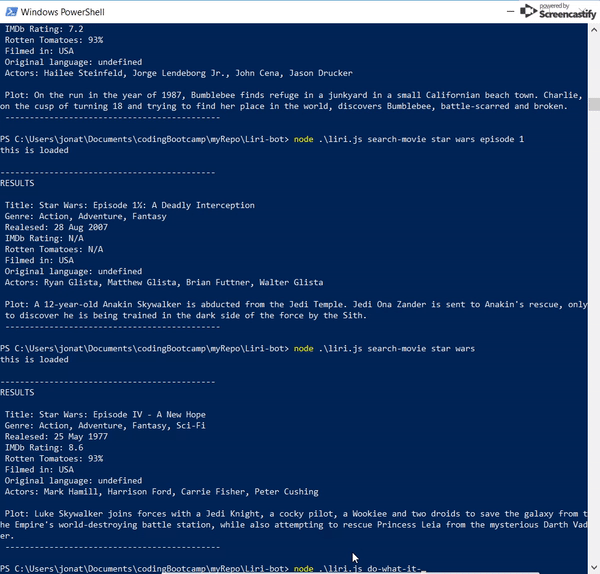 Windows PowerShell
powered by
Screencastify
IMDb Rating: 7.2
Rotten Tomatoes: 93%
Filmed in: USA
Original language: undefined
Actors: Hailee Steinfeld, Jorge Lendeborg Jr., John Cena, Jason Drucker
Plot: On the run in the year of 1987, Bumblebee finds refuge in a junkyard in a small Californian beach town. Charlie,
on the cusp of turning 18 and trying to find her place in the world, discovers Bumblebee, battle-scarred and broken.
-----------------------------------------
PS C:\Users\jonat\Documents\codingBootcamp\myRepo\Liri-bot> node .\liri.js search-movie star wars episode 1
this is loaded
-----------------------------------------
RESULTS
Title: Star Wars: Episode 1¾: A Deadly Interception
Genre: Action, Adventure, Fantasy
Realesed: 28 Aug 2007
IMDb Rating: N/A
Rotten Tomatoes: N/A
Filmed in: USA
Original language: undefined
Actors: Ryan Glista, Matthew Glista, Brian Futtner, Walter Glista
Plot: A 12-year-old Anakin Skywalker is abducted from the Jedi Temple. Jedi Ona Zander is sent to Anakin's rescue, only
to discover he is being trained in the dark side of the force by the Sith.
-----------------------------------------
PS C:\Users\jonat\Documents\codingBootcamp\myRepo\Liri-bot> node .\liri.js search-movie star wars
this is loaded
-----------------------------------------
RESULTS
Title: Star Wars: Episode IV - A New Hope
Genre: Action, Adventure, Fantasy, Sci-Fi
Realesed: 25 May 1977
IMDb Rating: 8.6
Rotten Tomatoes: 93%
Filmed in: USA
Original language: undefined
Actors: Mark Hamill, Harrison Ford, Carrie Fisher, Peter Cushing
Plot: Luke Skywalker joins forces with a Jedi Knight, a cocky pilot, a Wookiee and two droids to save the galaxy from t
he Empire's world-destroying battle station, while also attempting to rescue Princess Leia from the mysterious Darth Vad
er.
-----------------------------------------
PS C:\Users\jonat\Documents\codingBootcamp\myRepo\Liri-bot> node .\liri.js do-what-it-_